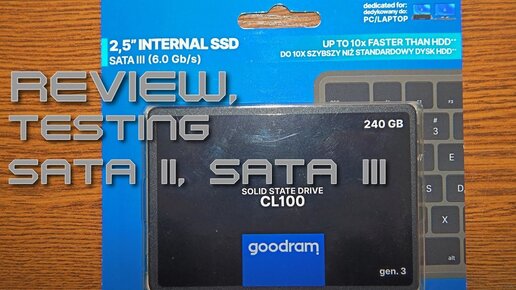 dedicated for:
dedykowany do:
PC/LAPTOP
2,5" INTERNAL SSD
SATA III (6.0 Gb/s)
UP TO 10x FASTER THAN HDD**
DO 10X SZYBSZY NIŻ STANDARDOWY DYSK HDD**
REVIEW,
TESTING
SATA II, SATA III
240 GB
SOLID STATE DRIVE
CL100
goodram
gen. 3